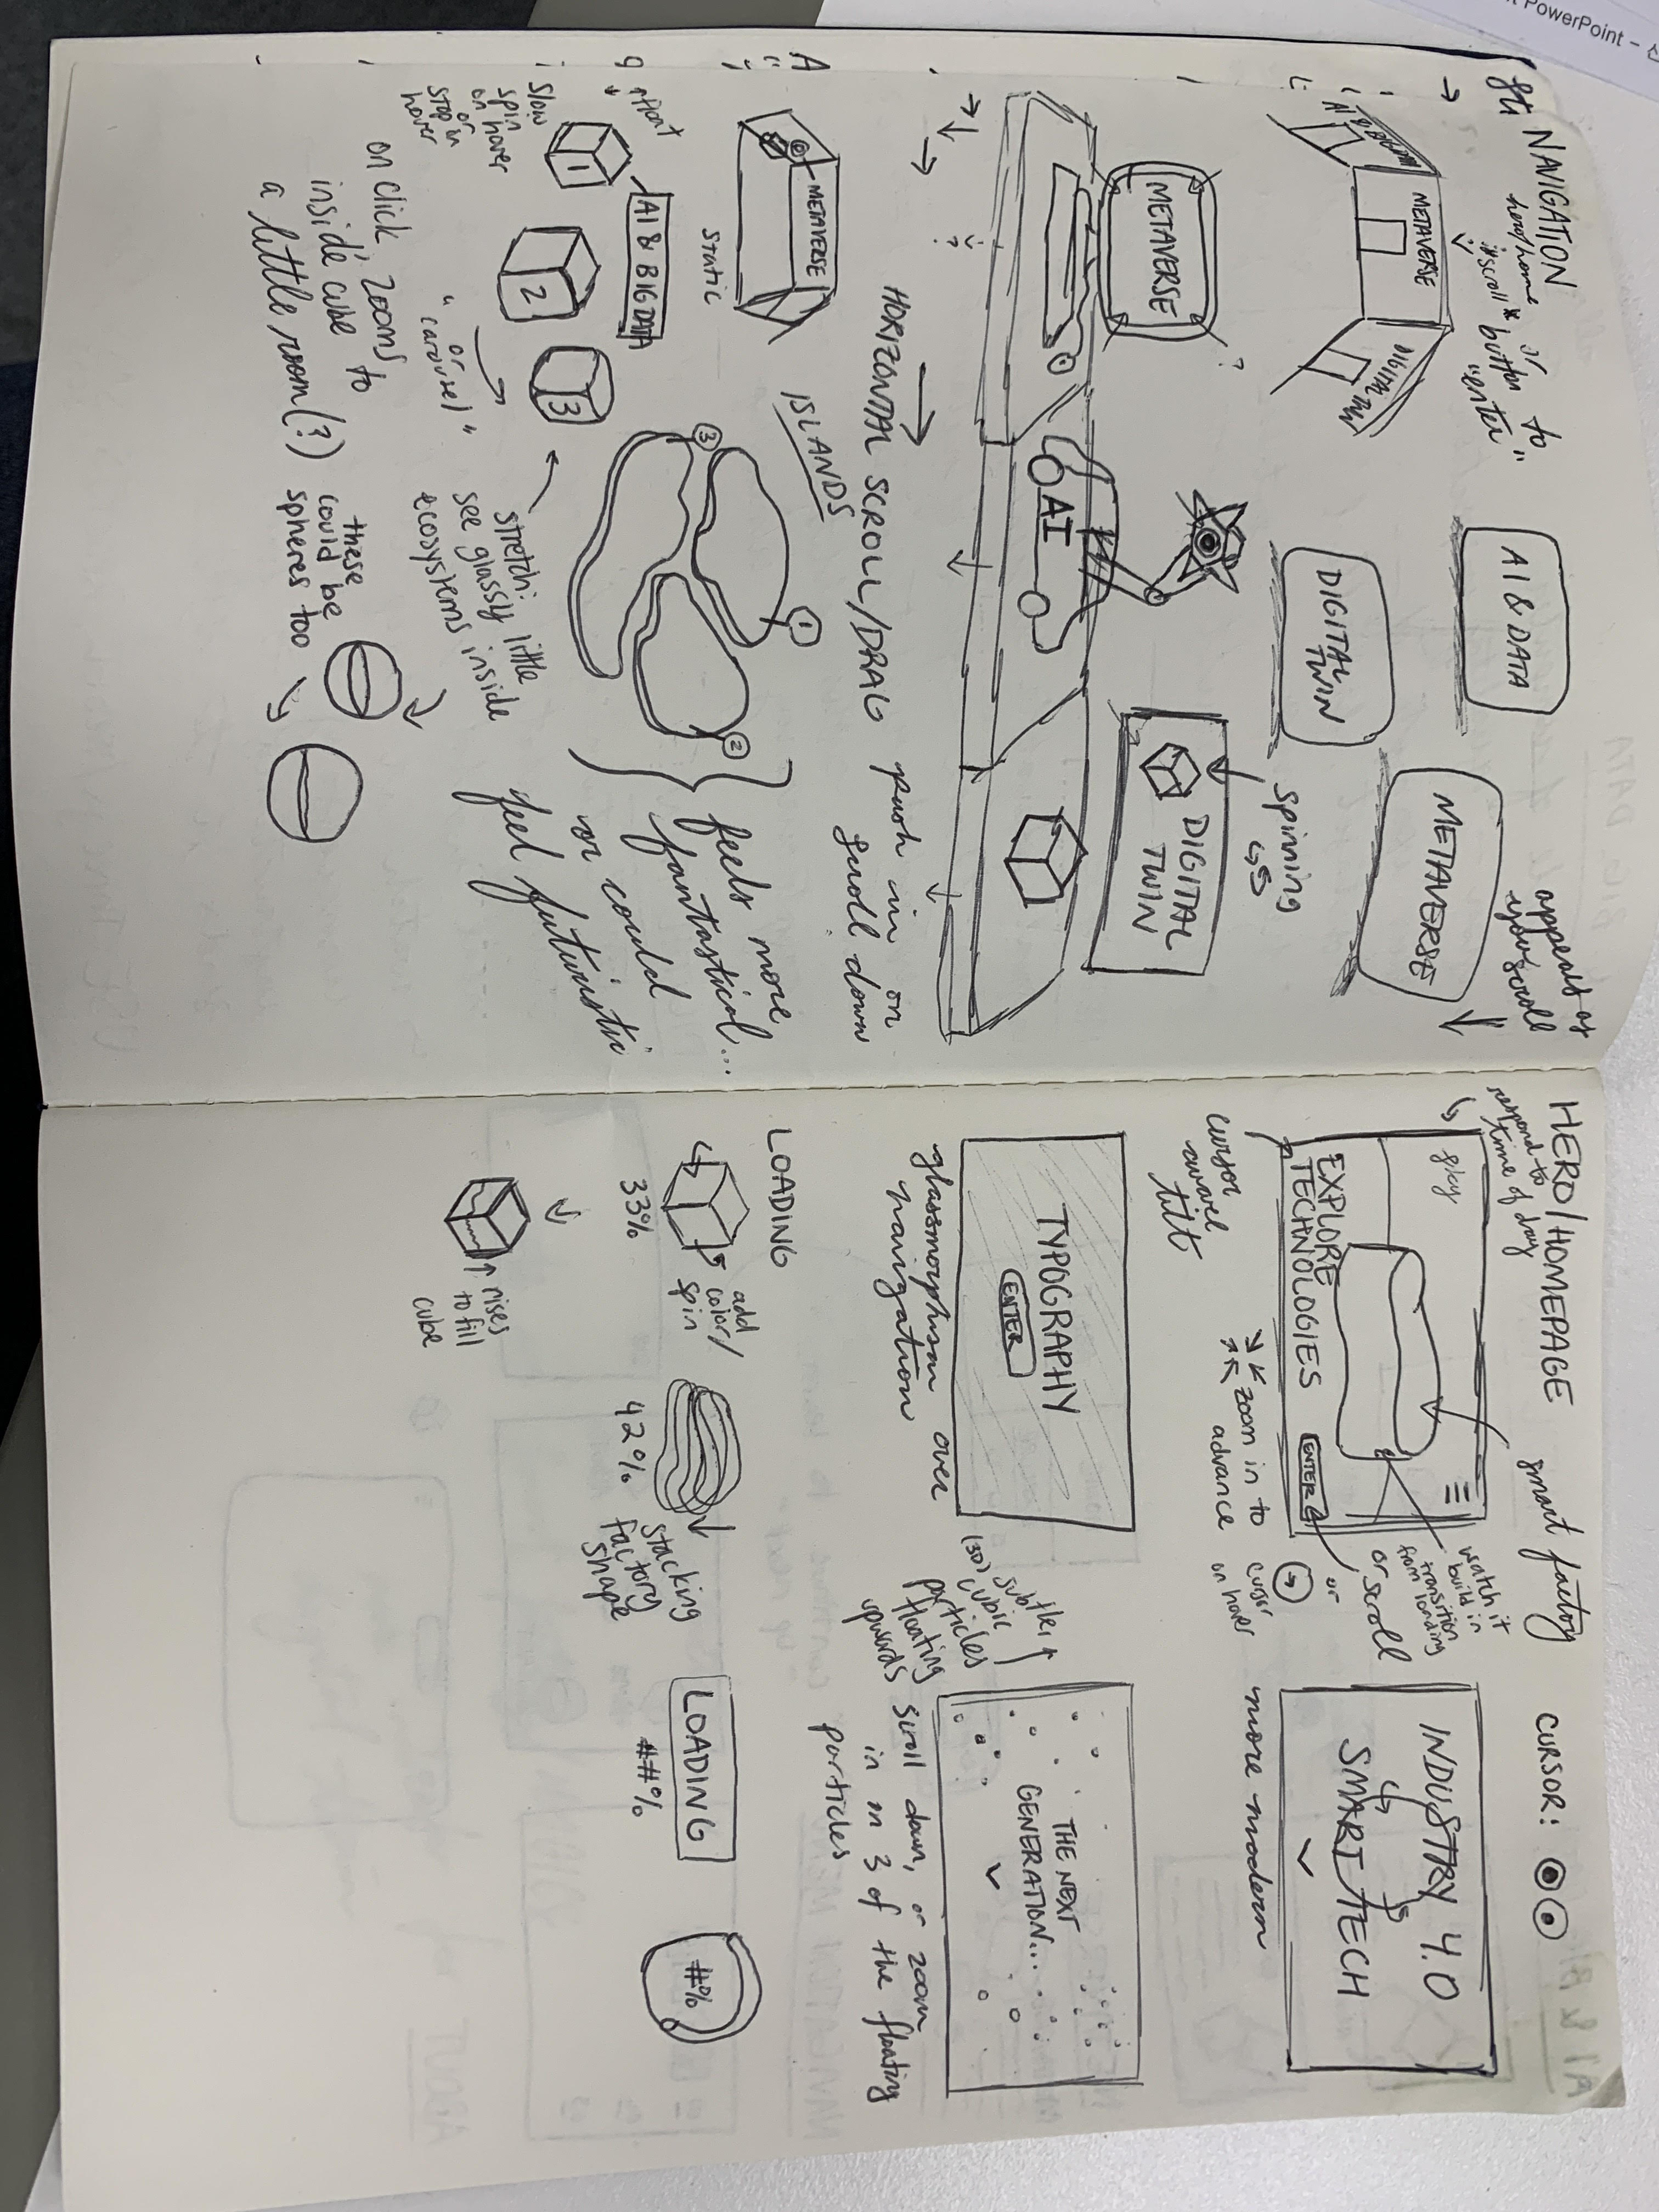 PowerPoint -
NAVIGATION
hero/home
"scroll" or
button to
"enter"
AI & BIG DATA
METAVERSE
DIGITAL TWIN
AI & DATA
METAVERSE
DIGITAL
TWIN
appears as
you scroll
METAVERSE
?
AI
spinning
DIGITAL
TWIN
?
HORIZONTAL SCROLL/DRAG
push in on
scroll down
METAVERSE
static
ISLANDS
1
2
3
feels more
fantastical...
or could
feel futuristic
float
AI & BIG DATA
1
2
3
slow
spin
on hover
or
stop on
hover
"or
carousel"
stretch:
see glassy little
ecosystems inside
on click, zooms
inside cube to
a little room (?)
these
could be
spheres too
HERO/HOMEPAGE
respond to
time of day
smart factory
sky
EXPLORE
TECHNOLOGIES
ENTER
watch it
build in
transition
from loading
or scroll
or
cursor
on hover
cursor
aware
tilt
zoom in to
advance
CURSOR:
INDUSTRY 4.0
SMART TECH
more modern
TYPOGRAPHY
ENTER
glassmorphism over
navigation
(3D) subtle,
cubic
particles
floating
upwards
THE NEXT
GENERATION...
scroll down, or zoom
in on 3 of the floating
particles
LOADING
add
color/
spin
33%
42%
stacking
factory
shape
LOADING
##%
#%
rises
to fill
cube